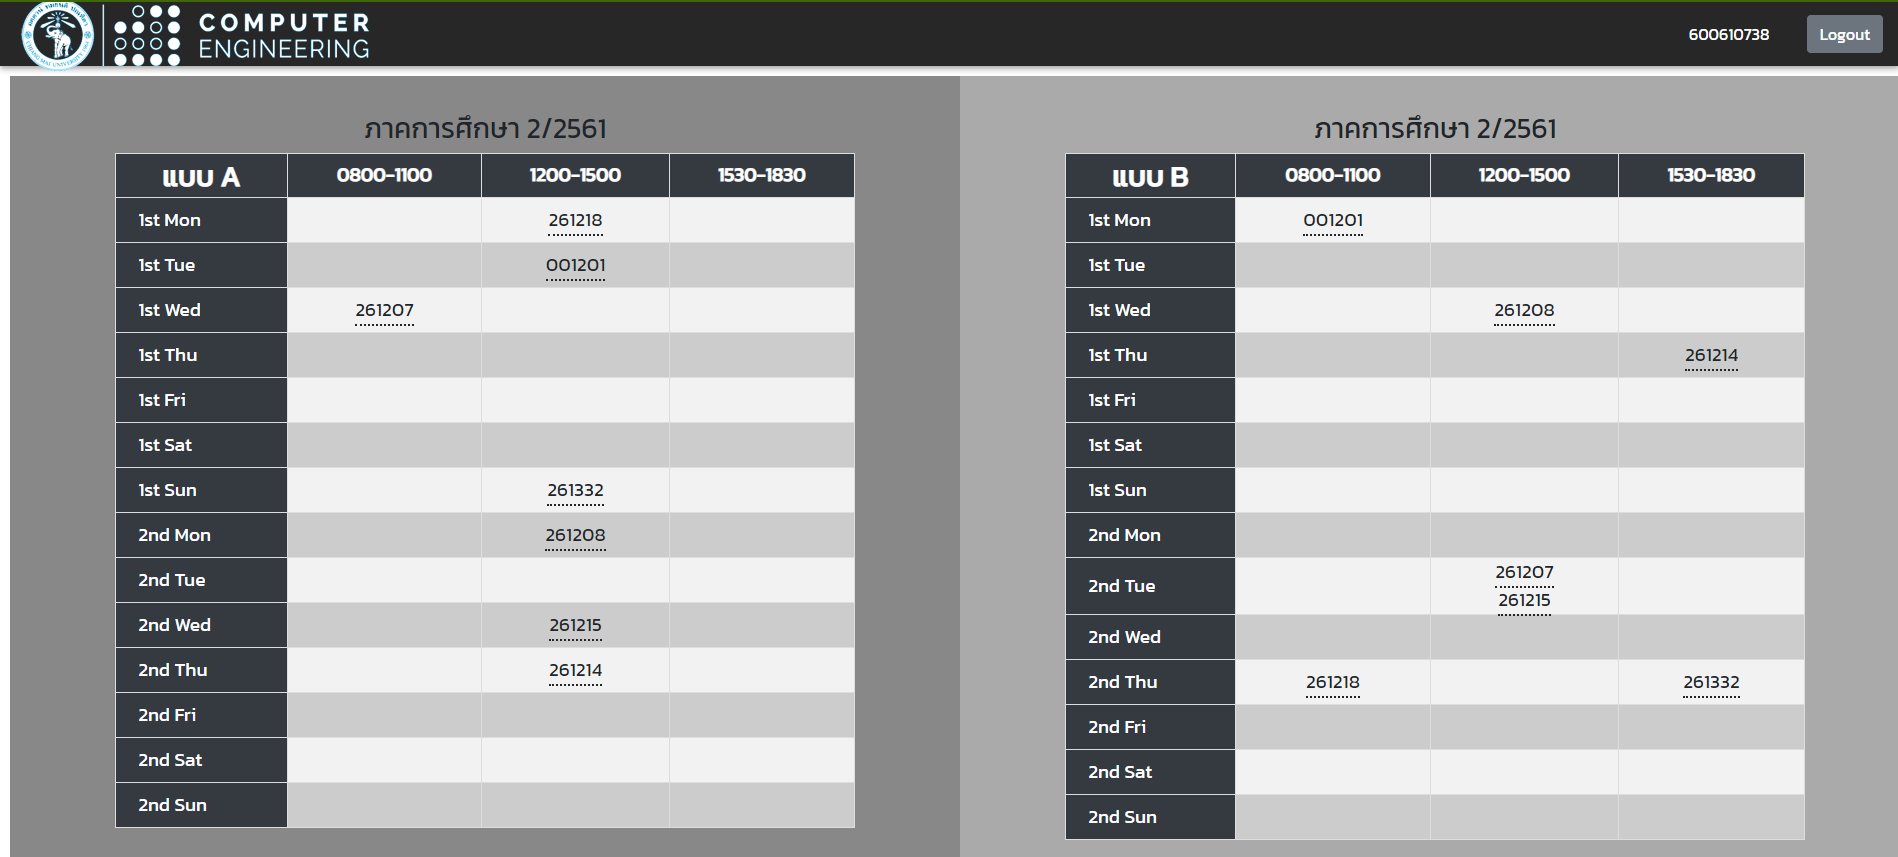 COMPUTER
ENGINEERING
600610738 Logout
ภาคการศึกษา 2/2561
แบบ A 0800-1100 1200-1500 1530-1830
1st Mon 261218
1st Tue 001201
1st Wed 261207
1st Thu
1st Fri
1st Sat
1st Sun 261332
2nd Mon 261208
2nd Tue
2nd Wed 261215
2nd Thu 261214
2nd Fri
2nd Sat
2nd Sun
ภาคการศึกษา 2/2561
แบบ B 0800-1100 1200-1500 1530-1830
1st Mon 001201
1st Tue
1st Wed 261208
1st Thu 261214
1st Fri
1st Sat
1st Sun
2nd Mon
2nd Tue 261207
261215
2nd Wed
2nd Thu 261218 261332
2nd Fri
2nd Sat
2nd Sun